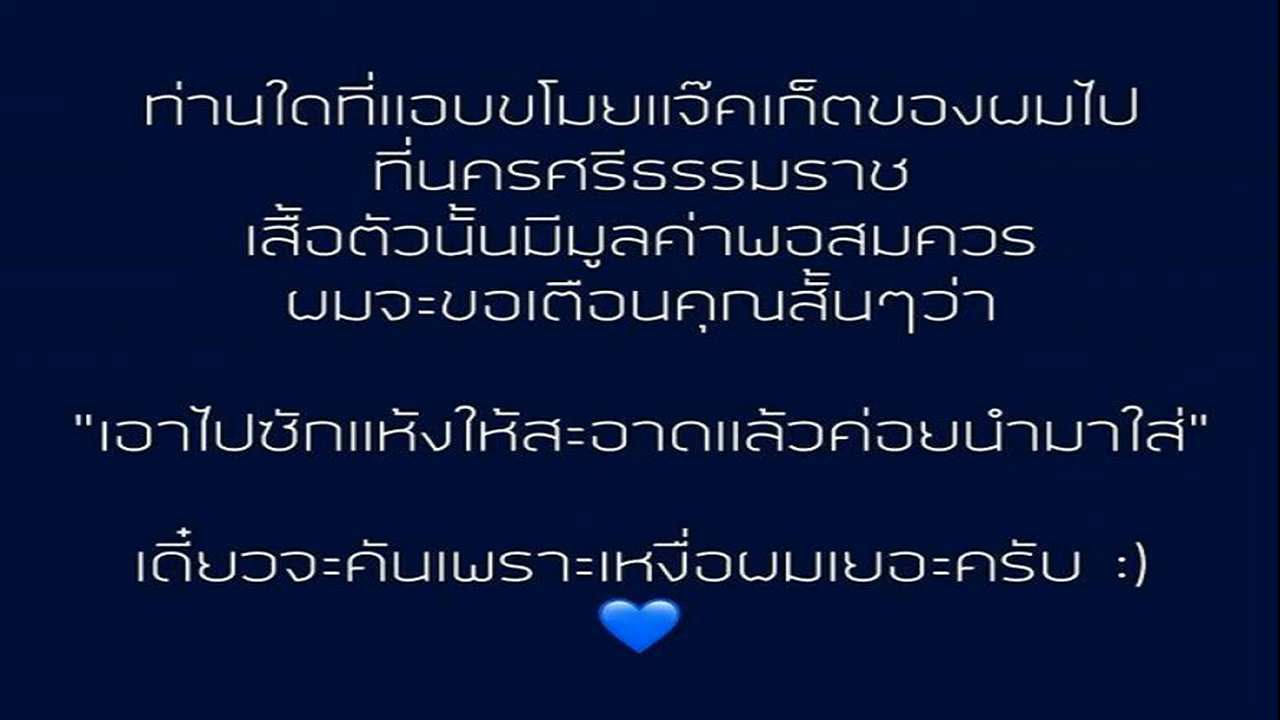 ท่านใดที่แอบขโมยแจ๊คเก็ตของผมไป
ที่นครศรีธรรมราช
เสื้อตัวนั้นมีมูลค่าพอสมควร
ผมจะขอเตือนคุณสั้นๆว่า
"เอาไปซักแห้งให้สะอาดแล้วค่อยนำมาใส่"
เดี๋ยวจะคันเพราะเหงื่อผมเยอะครับ :)